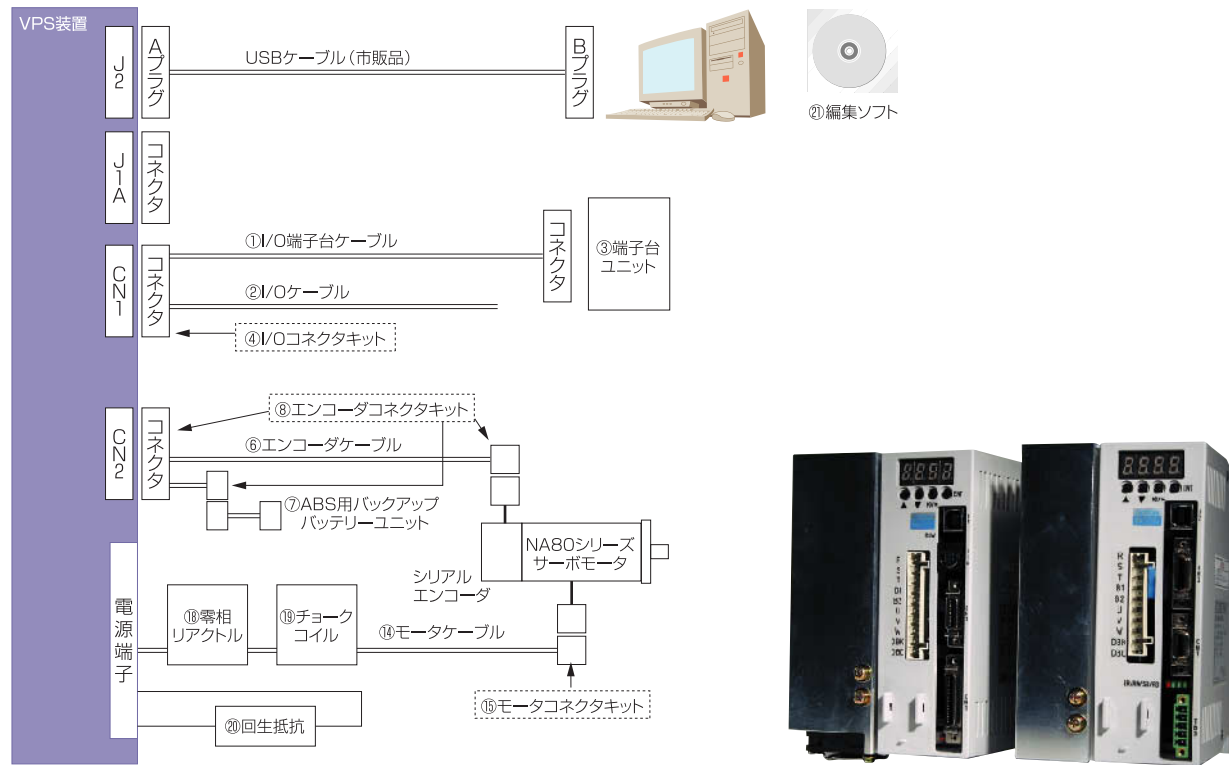 VPS装置
J2
Aプラグ
USBケーブル（市販品）
Bプラグ
㉑編集ソフト
J1A
コネクタ
CN1
コネクタ
①I/O端子台ケーブル
コネクタ
③端子台
ユニット
②I/Oケーブル
④I/Oコネクタキット
CN2
コネクタ
⑧エンコーダコネクタキット
⑥エンコーダケーブル
⑦ABS用バックアップ
バッテリーユニット
NA80シリーズ
サーボモータ
シリアル
エンコーダ
電源端子
⑱零相
リアクトル
⑲チョーク
コイル
⑭モータケーブル
⑮モータコネクタキット
⑳回生抵抗
8.8.8.8.
R
S
T